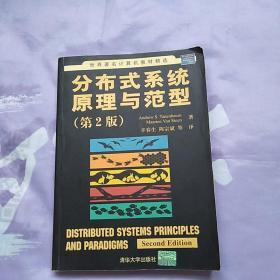 世界著名计算机教材精选
分布式系统
原理与范型
(第2版)
Andrew S. Tanenbaum
Maarten Van Steen 著
辛春生 陈宗斌 等 译
DISTRIBUTED SYSTEMS PRINCIPLES
AND PARADIGMS Second Edition
清华大学出版社